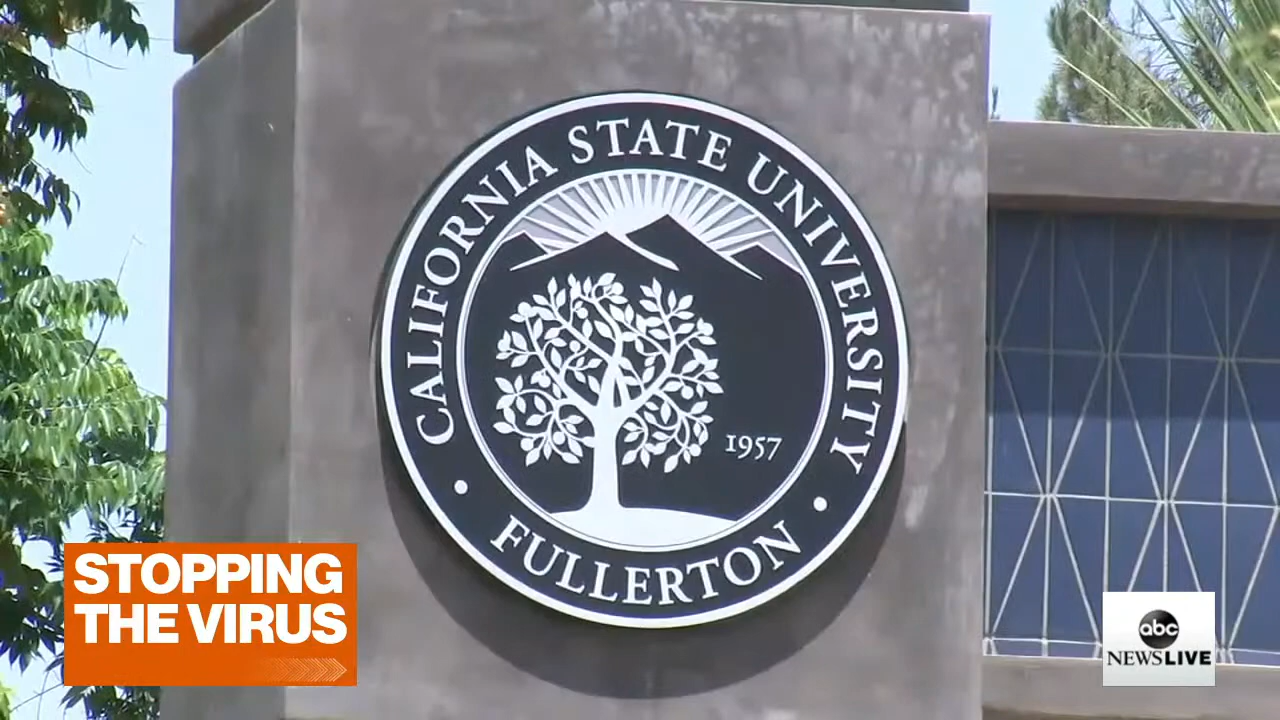 CALIFORNIA STATE UNIVERSITY
1957
FULLERTON
STOPPING
THE VIRUS
abc
NEWSLIVE